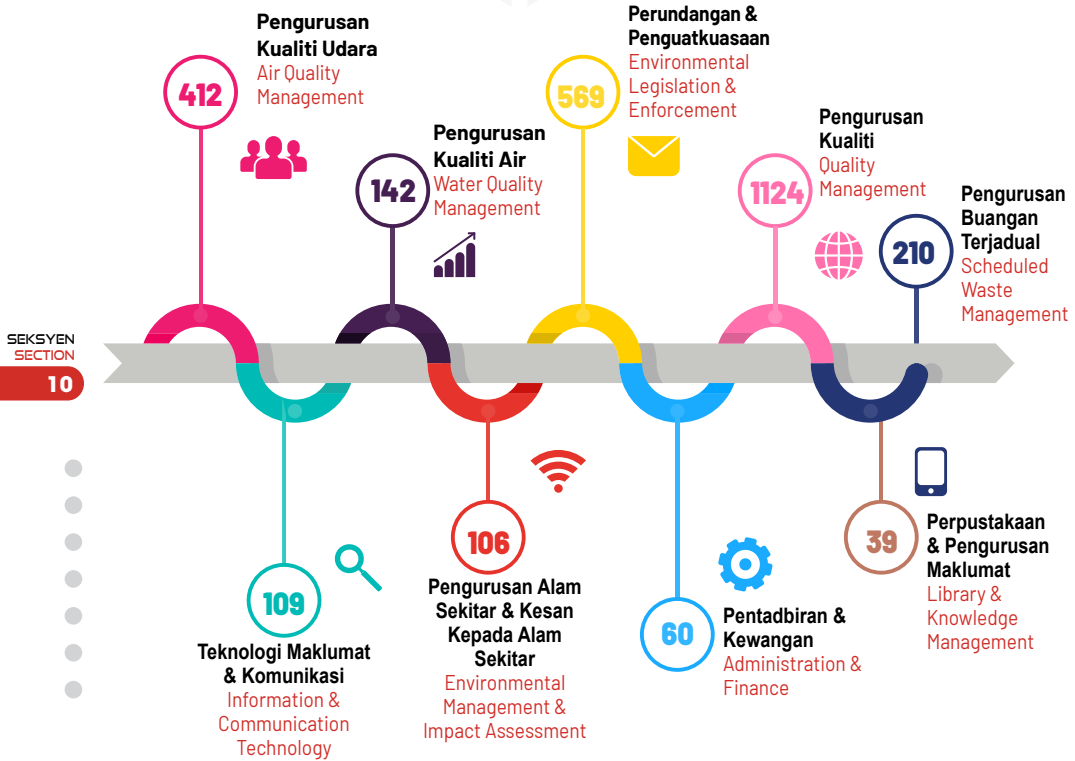 Pengurusan
Kualiti Udara
Air Quality
Management
412
Perundangan &
Penguatkuasaan
Environmental
Legislation &
Enforcement
569
Pengurusan
Kualiti Air
Water Quality
Management
142
Pengurusan
Kualiti
Quality
Management
1124
Pengurusan
Buangan
Terjadual
Scheduled
Waste
Management
210
SEKSYEN
SECTION
10
109
Teknologi Maklumat
& Komunikasi
Information &
Communication
Technology
106
Pengurusan Alam
Sekitar & Kesan
Kepada Alam
Sekitar
Environmental
Management &
Impact Assessment
60
Pentadbiran &
Kewangan
Administration &
Finance
39
Perpustakaan
& Pengurusan
Maklumat
Library &
Knowledge
Management